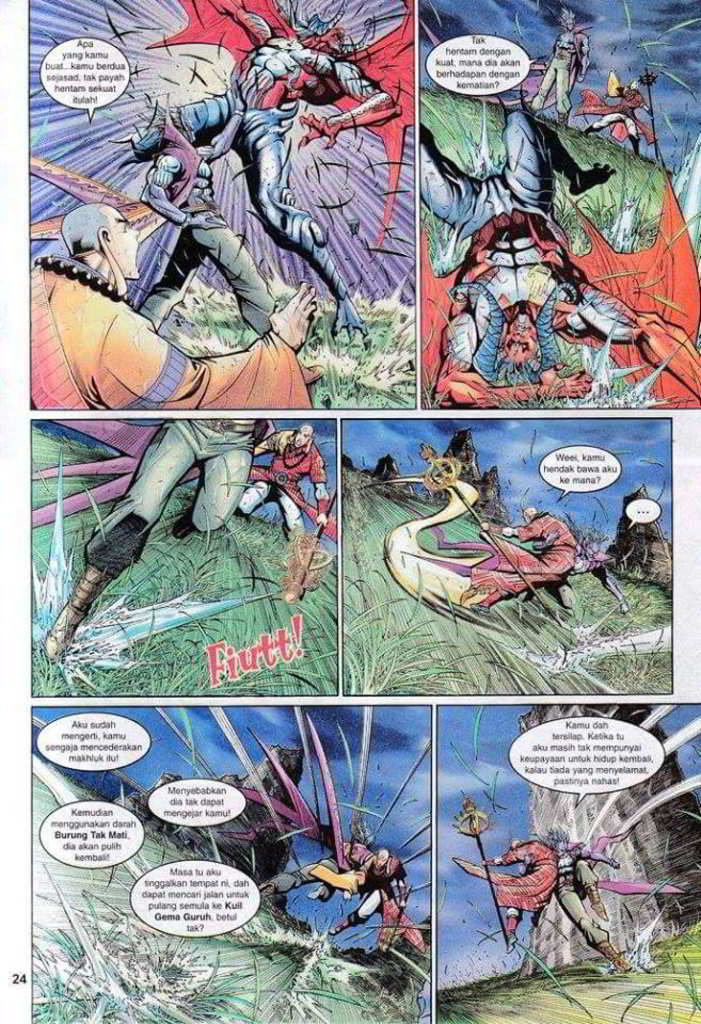 Apa
yang kamu
buat...kamu berdua
sejasad, tak payah
hentam sekuat
itulah!
Tak
hentam dengan
kuat, mana dia akan
berhadapan dengan
kematian?
Fiutt!
Weei, kamu
hendak bawa aku
ke mana?
...
Aku sudah
mengerti, kamu
sengaja mencederakan
makhluk itu!
Menyebabkan
dia tak dapat
mengejar kamu!
Kemudian
menggunakan darah
Burung Tak Mati,
dia akan pulih
kembali!
Masa tu aku
tinggalkan tempat ni, dah
dapat mencari jalan untuk
pulang semula ke Kuil
Gema Guruh, betul
tak?
Kamu dah
tersilap. Ketika tu
aku masih tak mempunyai
keupayaan untuk hidup kembali,
kalau tiada yang menyelamat,
pastinya nahas!
24